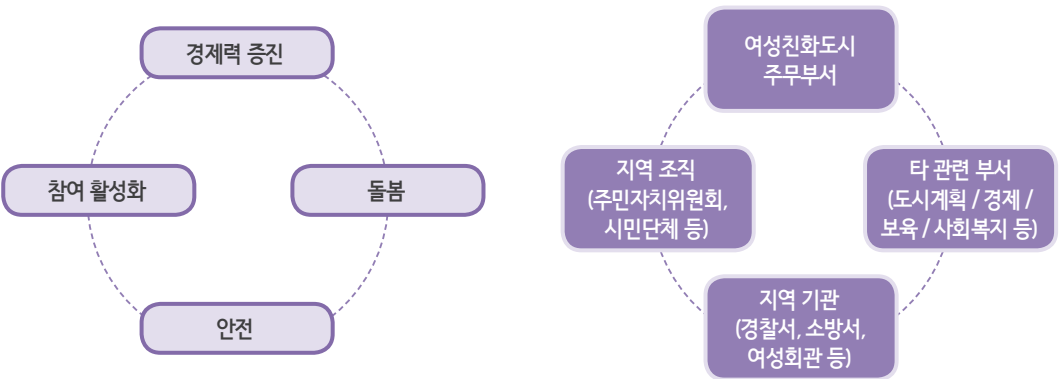 경제력 증진
참여 활성화
돌봄
안전
여성친화도시
주무부서
지역 조직
(주민자치위원회,
시민단체 등)
타 관련 부서
(도시계획 / 경제 /
보육 / 사회복지 등)
지역 기관
(경찰서, 소방서,
여성회관 등)